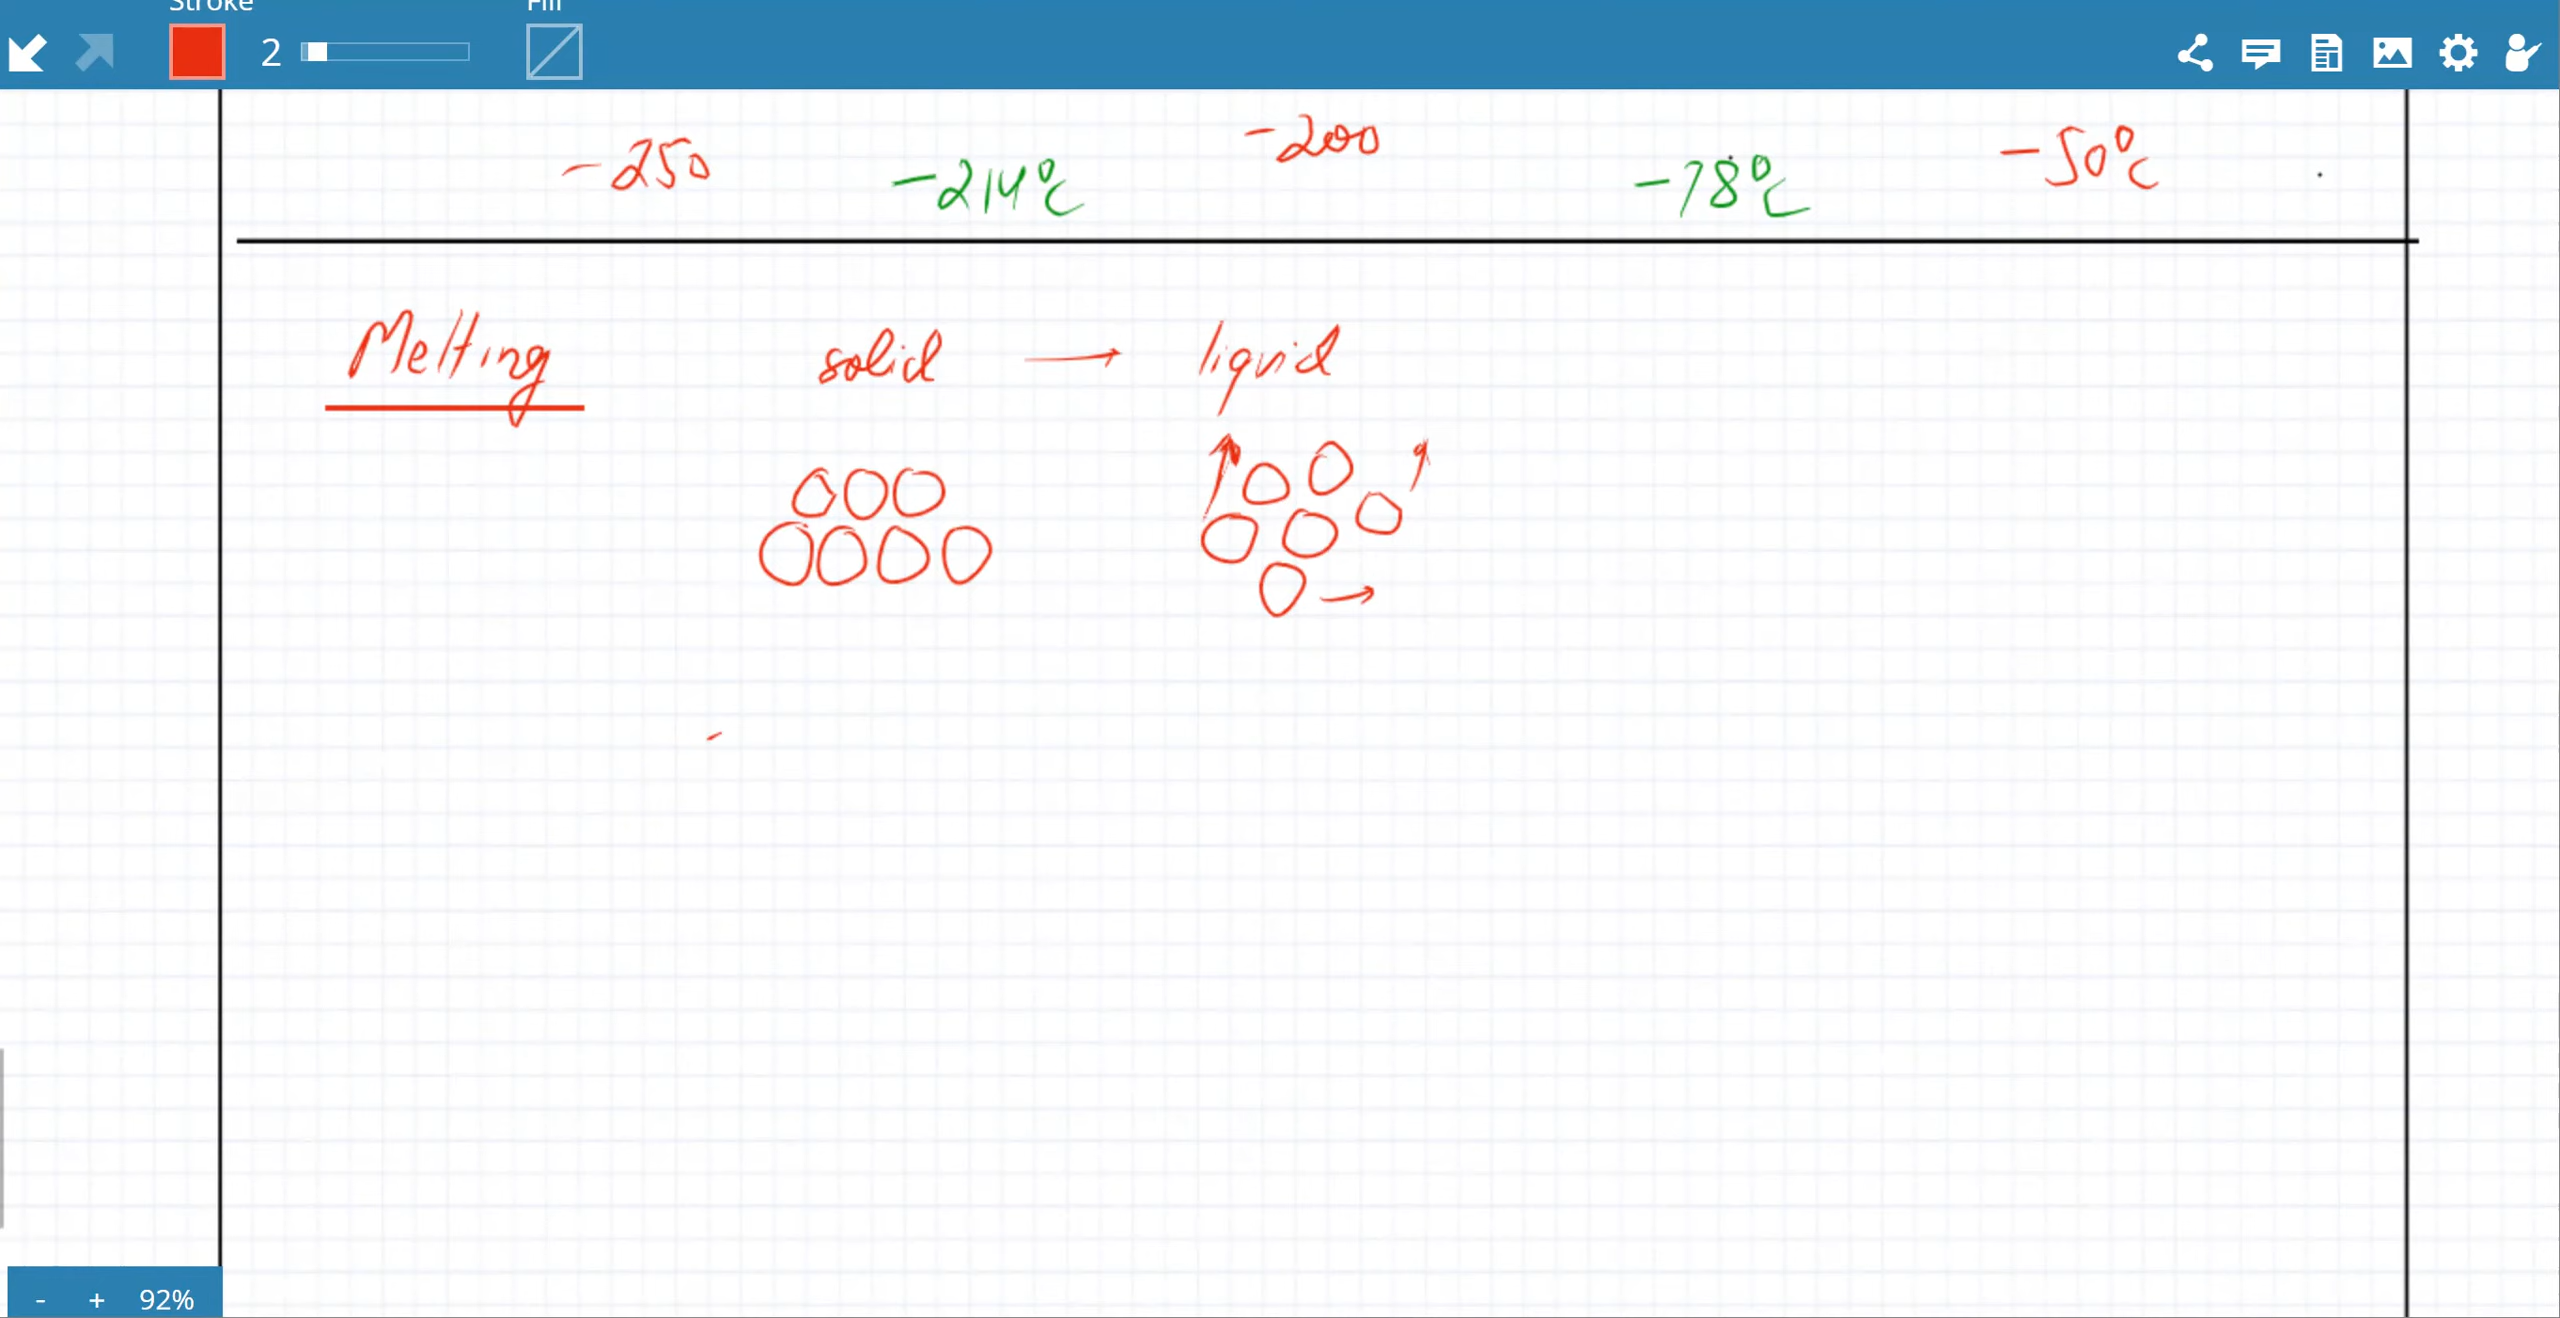 Stroke
Fill
2
-250
-214°C
-200
-78°C
-50°C
Melting solid → liquid
- + 92%